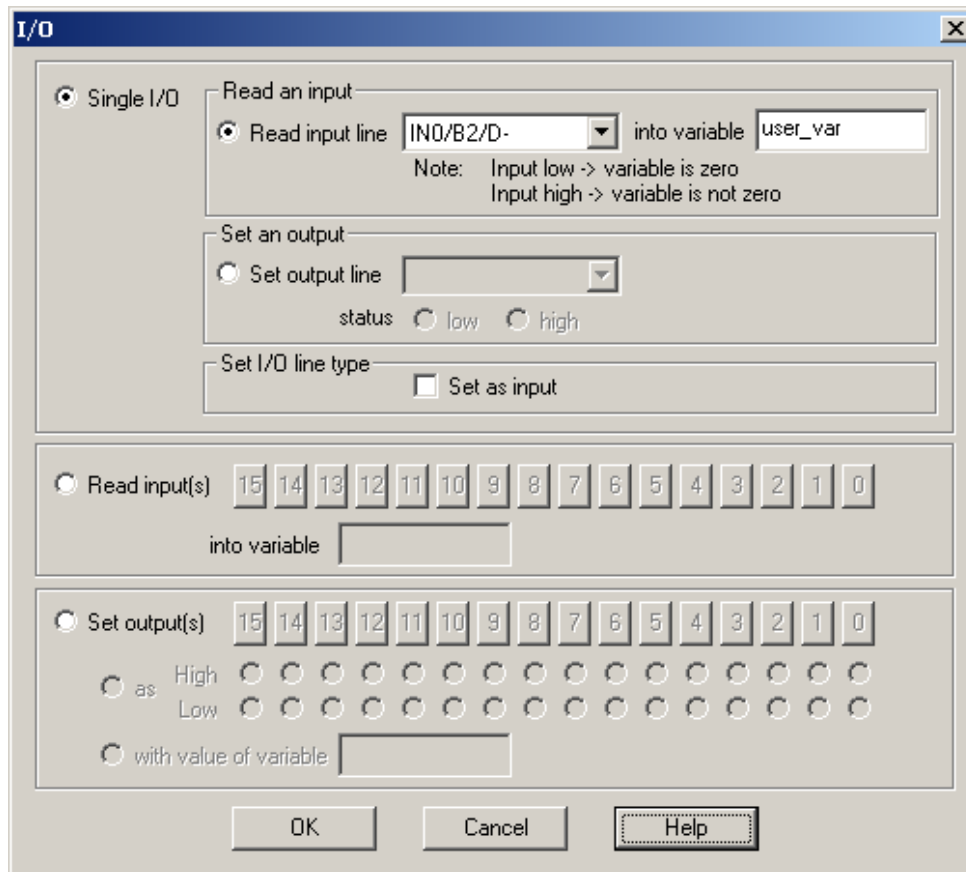 I/O
Single I/O
Read an input
Read input line IN0/B2/D- into variable user_var
Note: Input low -> variable is zero
Input high -> variable is not zero
Set an output
Set output line
status low high
Set I/O line type
Set as input
Read input(s) 15 14 13 12 11 10 9 8 7 6 5 4 3 2 1 0
into variable
Set output(s) 15 14 13 12 11 10 9 8 7 6 5 4 3 2 1 0
as High
Low
with value of variable
OK Cancel Help